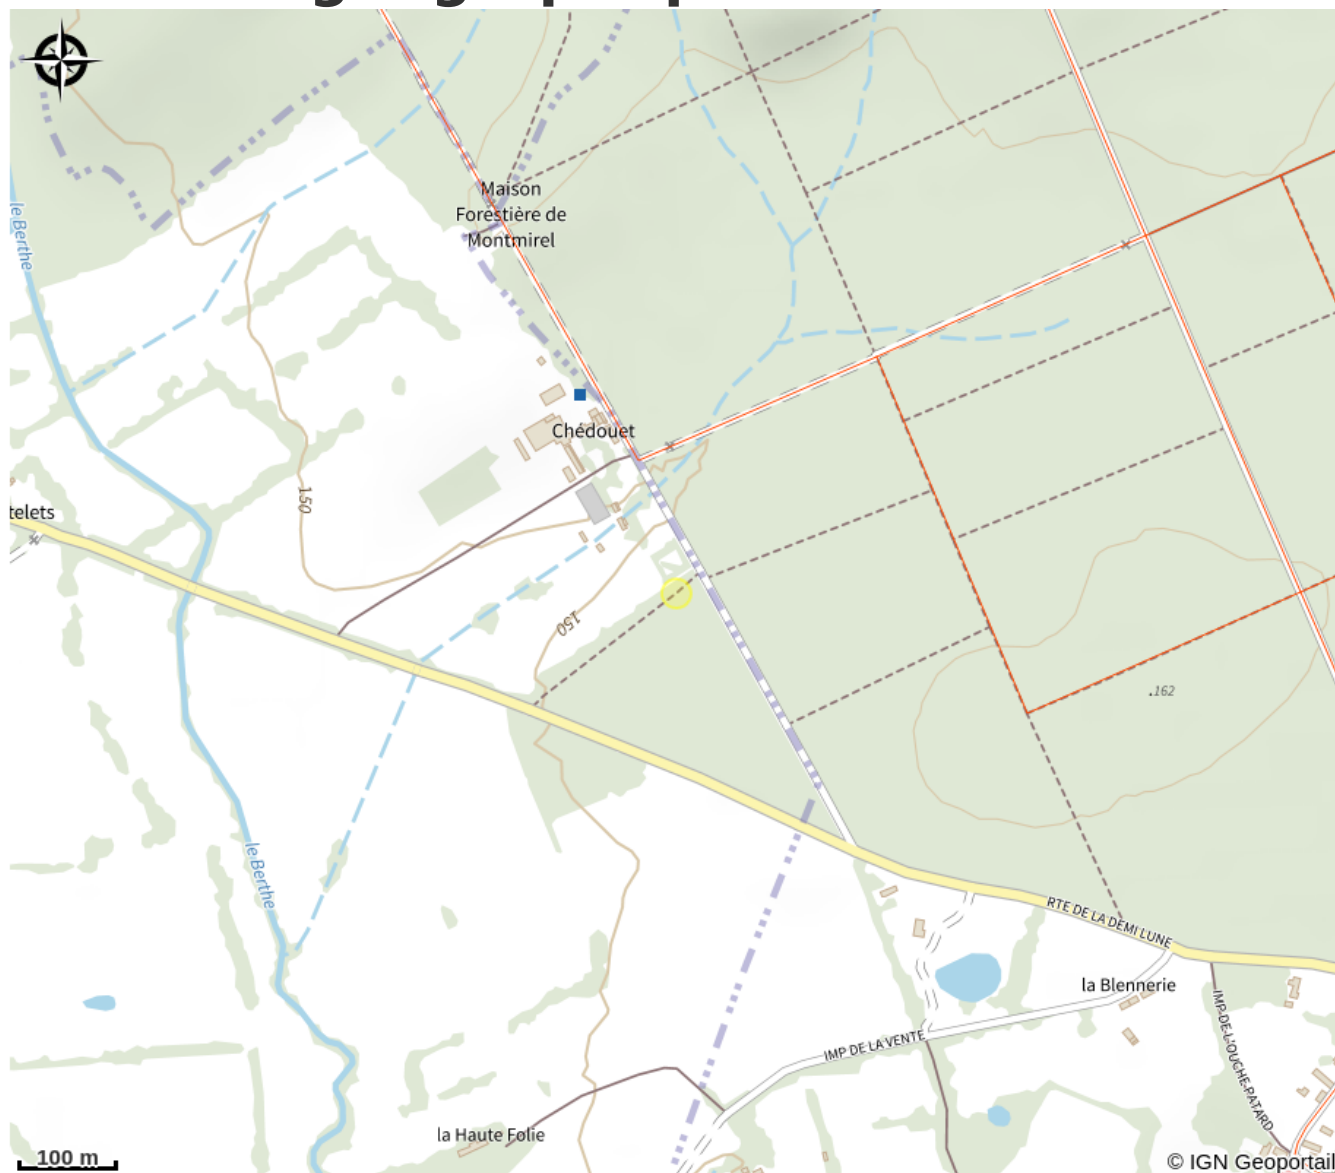 le Berthe
Maison
Forestière de
Montmirel
Chédouet
150
telets
150
.162
le Berthe
RTE DE LA DEMI LUNE
la Blennerie
IMP DE L'OUCHE-PATARD
IMP DE LA VENTE
la Haute Folie
100 m
© IGN Geoportail